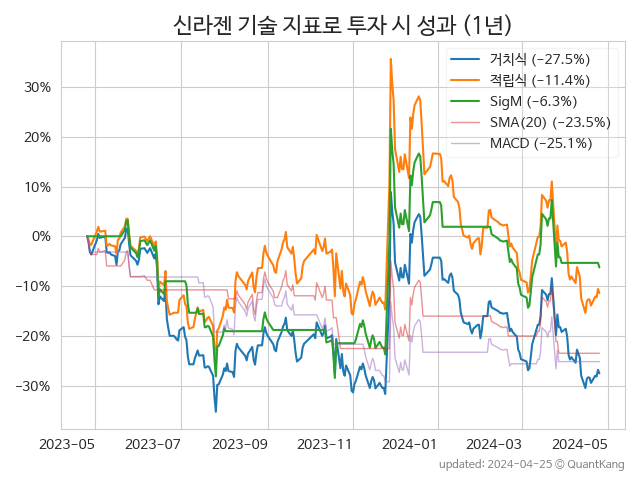 신라젠 기술 지표로 투자 시 성과 (1년)
거치식 (−27.5%)
적립식 (−11.4%)
SigM (−6.3%)
SMA(20) (−23.5%)
MACD (−25.1%)
30%
20%
10%
0%
−10%
−20%
−30%
2023−05 2023−07 2023−09 2023−11 2024−01 2024−03 2024−05
updated: 2024-04-25 ⓒ QuantKang